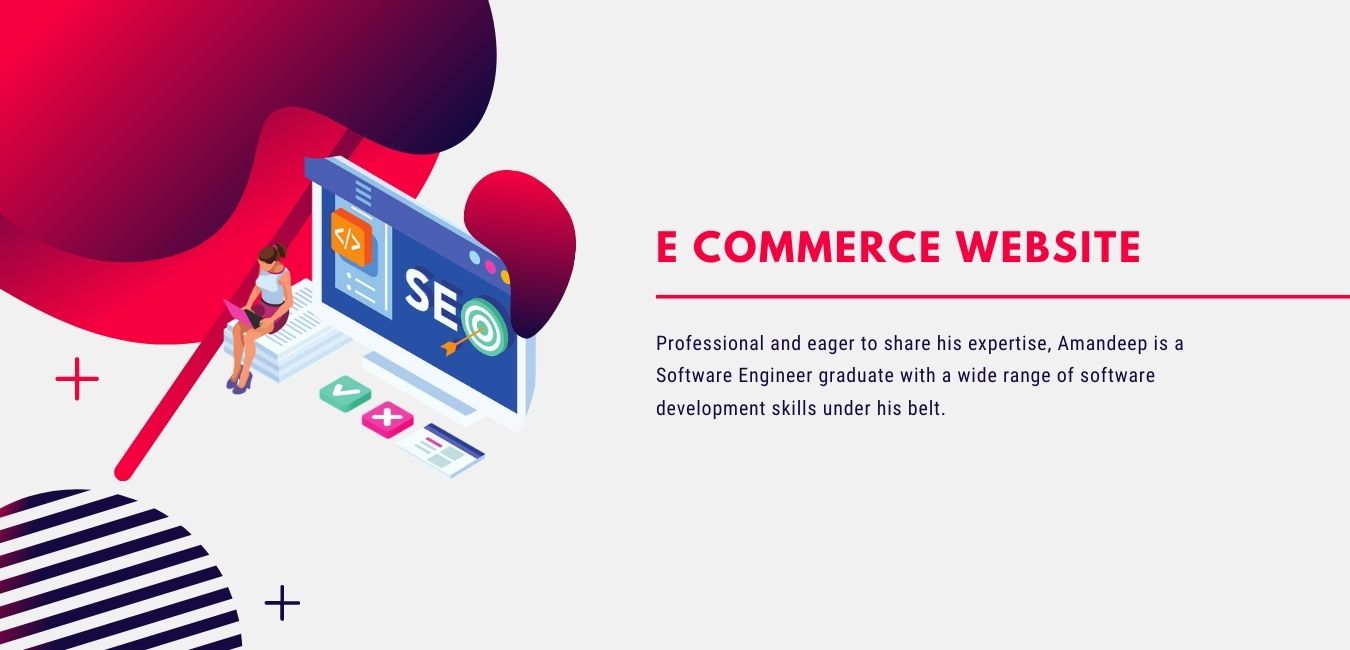 </>
SEO
E COMMERCE WEBSITE
Professional and eager to share his expertise, Amandeep is a
Software Engineer graduate with a wide range of software
development skills under his belt.